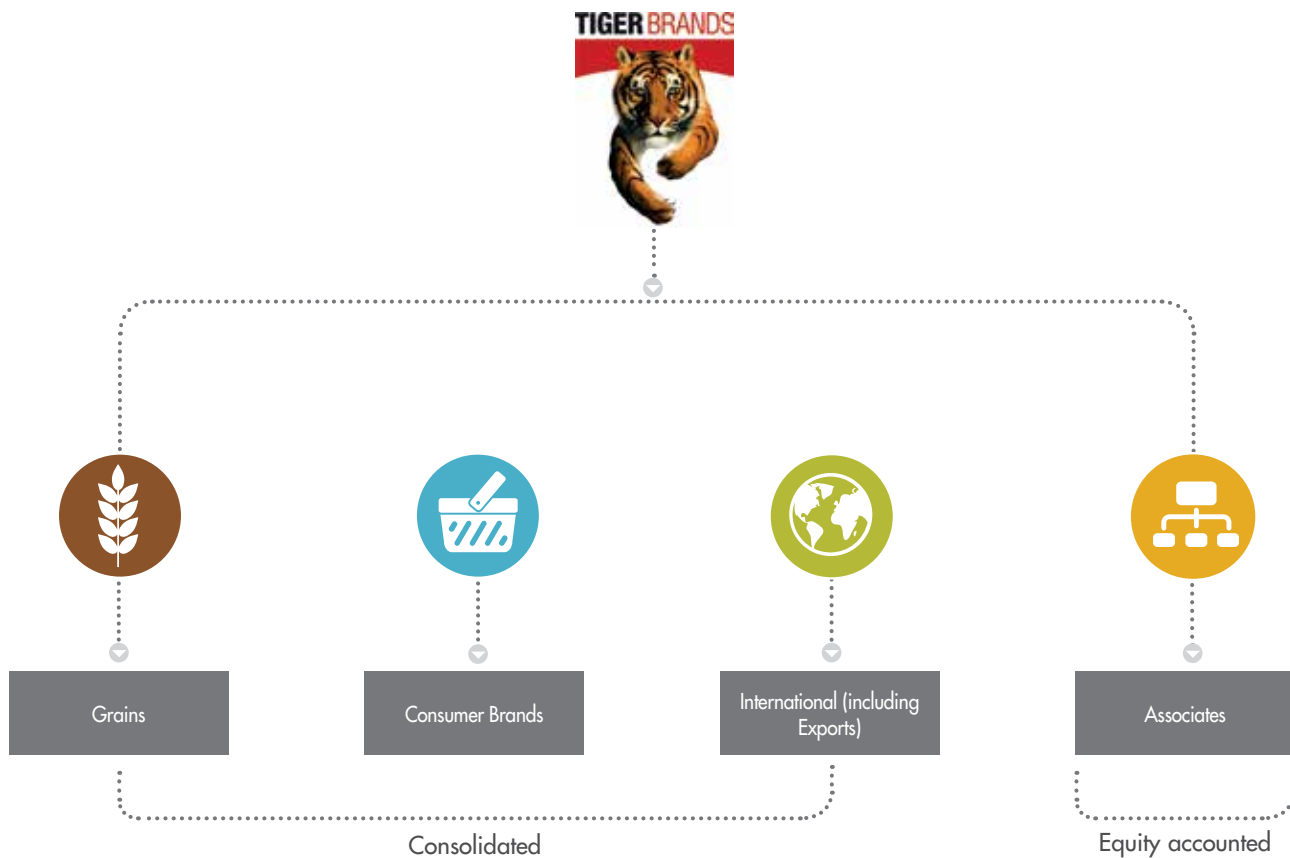 TIGER BRANDS
Grains
Consumer Brands
International (including
Exports)
Associates
Consolidated
Equity accounted